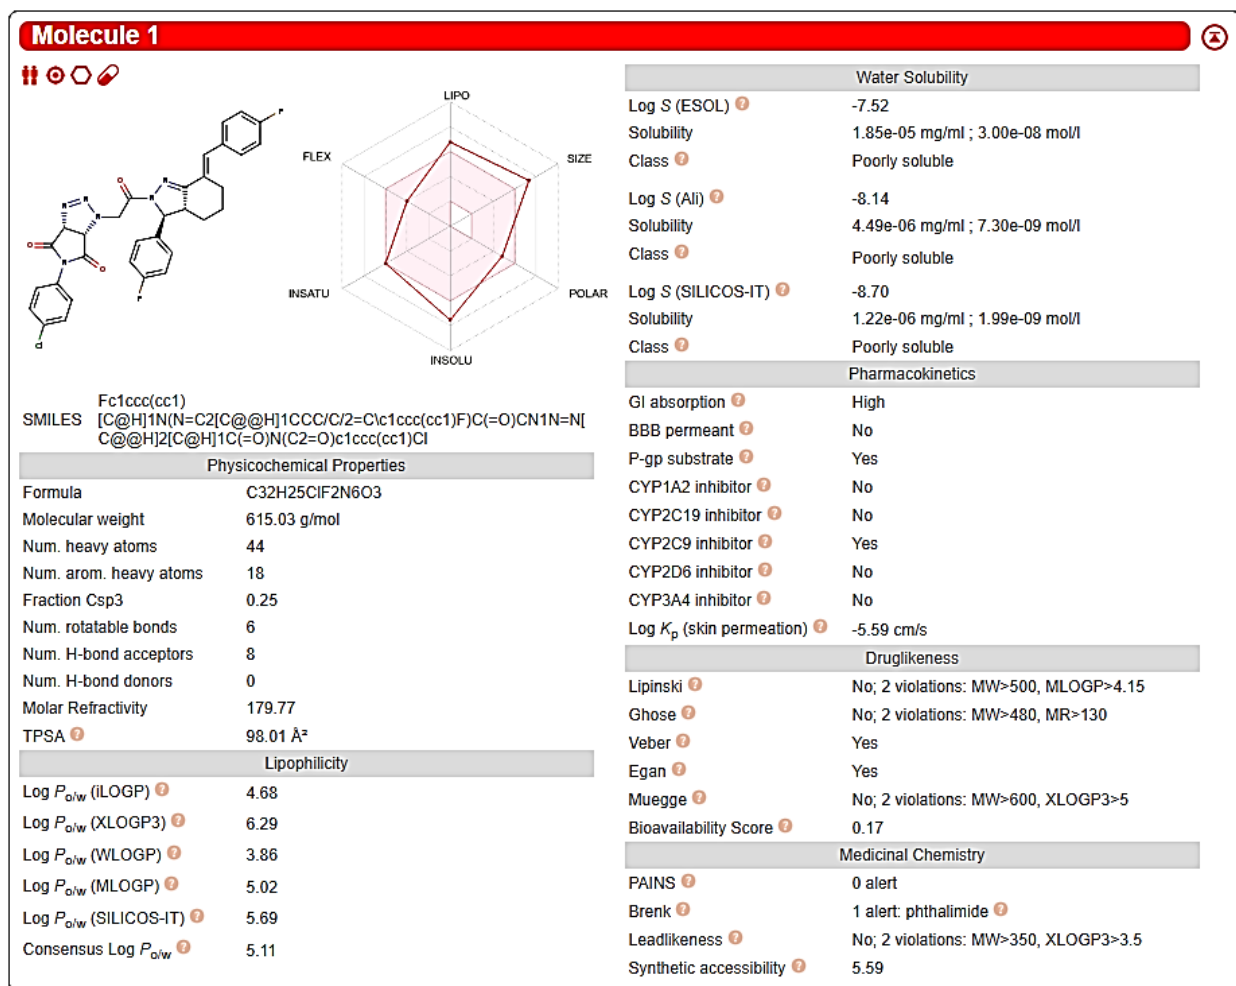 Molecule 1
LIPO
FLEX
SIZE
INSATU
POLAR
INSOLU
F
O
O
N
N
N
N
N
N
O
O
F
Cl
SMILES
Fc1ccc(cc1)
[C@H]1N(N=C2[C@@H]1CCC/C/2=C\c1ccc(cc1)F)C(=O)CN1N=N[
C@@H]2[C@H]1C(=O)N(C2=O)c1ccc(cc1)Cl
Physicochemical Properties
Formula C32H25ClF2N6O3
Molecular weight 615.03 g/mol
Num. heavy atoms 44
Num. arom. heavy atoms 18
Fraction Csp3 0.25
Num. rotatable bonds 6
Num. H-bond acceptors 8
Num. H-bond donors 0
Molar Refractivity 179.77
TPSA ? 98.01 Å²
Lipophilicity
Log Po/w (iLOGP) ? 4.68
Log Po/w (XLOGP3) ? 6.29
Log Po/w (WLOGP) ? 3.86
Log Po/w (MLOGP) ? 5.02
Log Po/w (SILICOS-IT) ? 5.69
Consensus Log Po/w ? 5.11
Water Solubility
Log S (ESOL) ? -7.52
Solubility 1.85e-05 mg/ml ; 3.00e-08 mol/l
Class ? Poorly soluble
Log S (Ali) ? -8.14
Solubility 4.49e-06 mg/ml ; 7.30e-09 mol/l
Class ? Poorly soluble
Log S (SILICOS-IT) ? -8.70
Solubility 1.22e-06 mg/ml ; 1.99e-09 mol/l
Class ? Poorly soluble
Pharmacokinetics
GI absorption ? High
BBB permeant ? No
P-gp substrate ? Yes
CYP1A2 inhibitor ? No
CYP2C19 inhibitor ? No
CYP2C9 inhibitor ? Yes
CYP2D6 inhibitor ? No
CYP3A4 inhibitor ? No
Log Kp (skin permeation) ? -5.59 cm/s
Druglikeness
Lipinski ? No; 2 violations: MW>500, MLOGP>4.15
Ghose ? No; 2 violations: MW>480, MR>130
Veber ? Yes
Egan ? Yes
Muegge ? No; 2 violations: MW>600, XLOGP3>5
Bioavailability Score ? 0.17
Medicinal Chemistry
PAINS ? 0 alert
Brenk ? 1 alert: phthalimide ?
Leadlikeness ? No; 2 violations: MW>350, XLOGP3>3.5
Synthetic accessibility ? 5.59